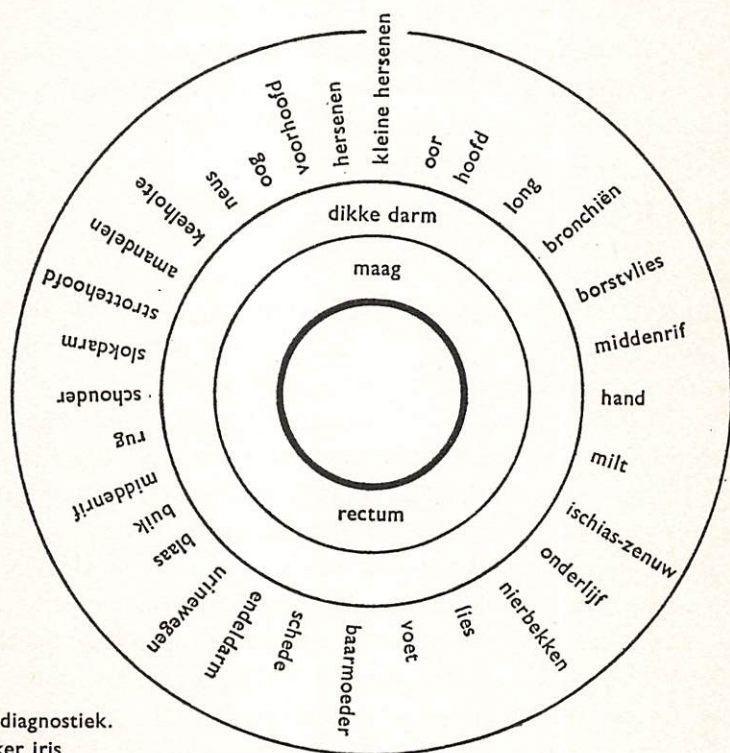 kleine hersenen
oor
hoofd
long
bronchiën
borstvlies
middenrif
hand
milt
ischias-zenuw
onderlijf
nierbekken
lies
voet
baarmoeder
schede
endeldarm
urinewegen
blaas
buik
middenrif
rug
schouder
slokdarm
strottehoofd
amandelen
keelholte
neus
oog
voorhoofd
hersenen
dikke darm
maag
rectum
diagnostiek.
ker iris